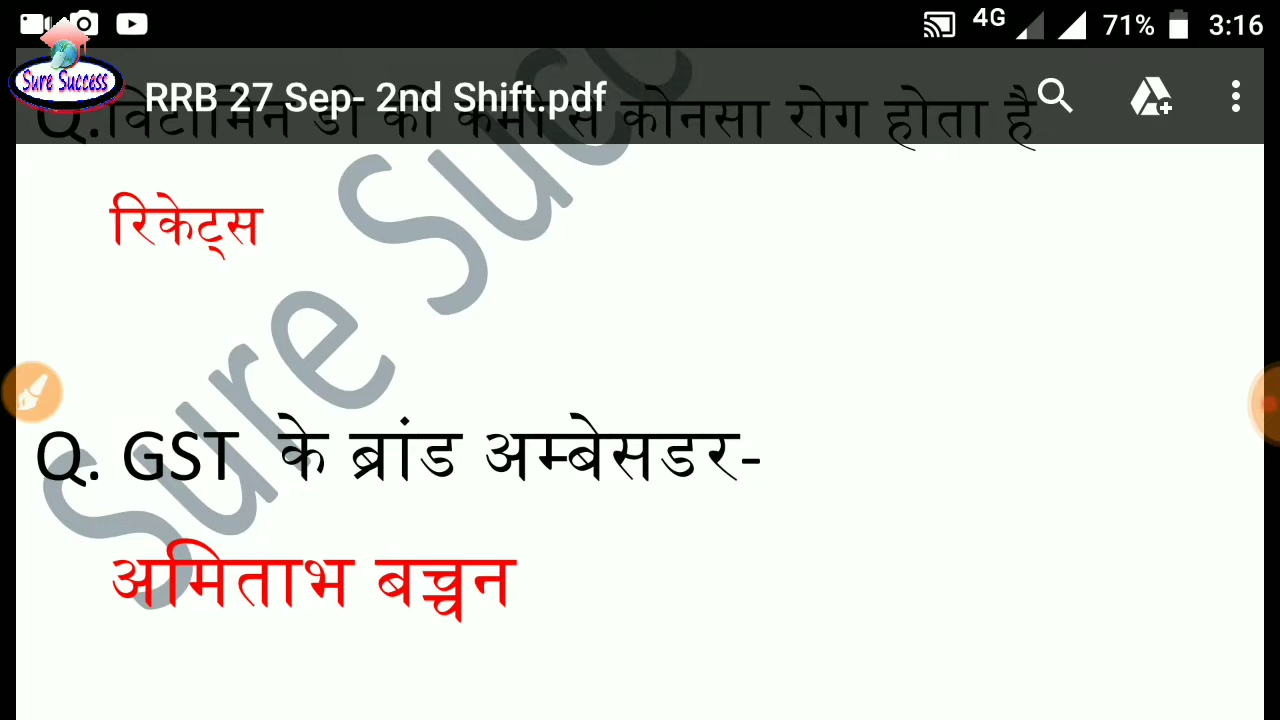 4G 71% 3:16
Sure Success
RRB 27 Sep- 2nd Shift.pdf
Q.विटामिन डी की कमी से कोनसा रोग होता है
रिकेट्स
Sure Succ
Q. GST के ब्रांड अम्बेसडर-
अमिताभ बच्चन